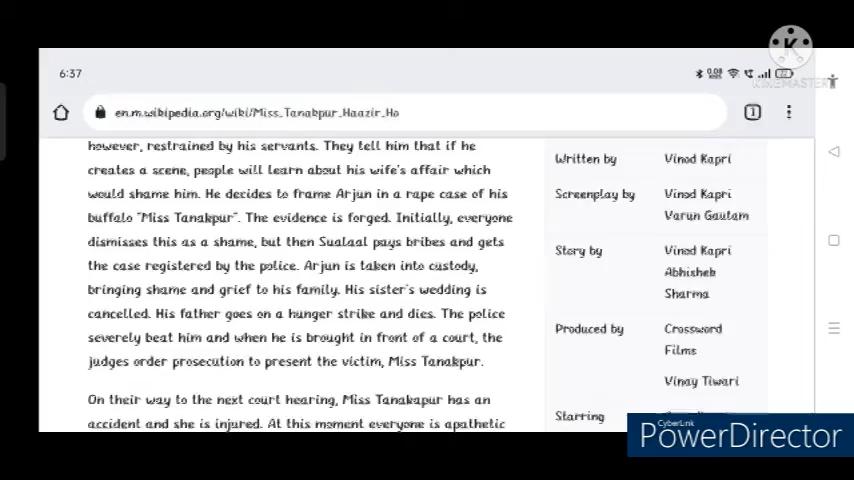 KINEMASTER
6:37
0.08
22
en.m.wikipedia.org/wiki/Miss_Tanakpur_Haazir_Ho
1
however, restrained by his servants. They tell him that if he
creates a scene, people will learn about his wife's affair which
would shame him. He decides to frame Arjun in a rape case of his
buffalo "Miss Tanakpur". The evidence is forged. Initially, everyone
dismisses this as a shame, but then Sualaal pays bribes and gets
the case registered by the police. Arjun is taken into custody,
bringing shame and grief to his family. His sister's wedding is
cancelled. His father goes on a hunger strike and dies. The police
severely beat him and when he is brought in front of a court, the
judges order prosecution to present the victim, Miss Tanakpur.
On their way to the next court hearing, Miss Tanakapur has an
accident and she is injured. At this moment everyone is apathetic
Written by Vinod Kapri
Screenplay by Vinod Kapri
Varun Gautam
Story by Vinod Kapri
Abhishek
Sharma
Produced by Crossword
Films
Vinay Tiwari
Starring
CyberLink
PowerDirector